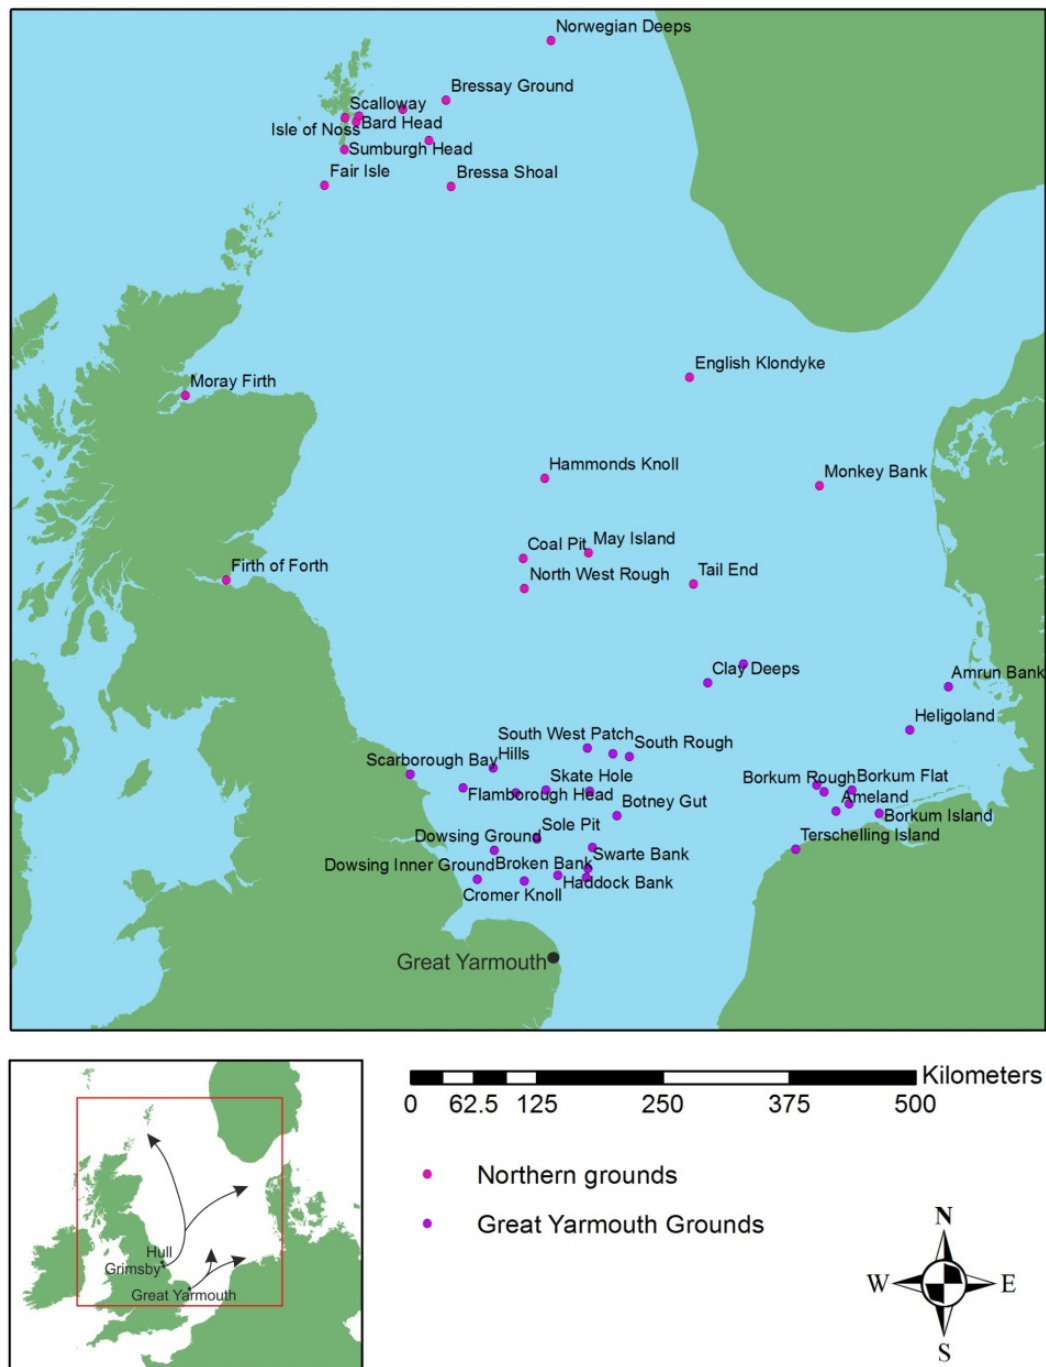 Norwegian Deeps
Bressay Ground
Scalloway
Isle of Noss
Bard Head
Sumburgh Head
Fair Isle
Bressa Shoal
English Klondyke
Moray Firth
Hammonds Knoll
Monkey Bank
Coal Pit
May Island
Firth of Forth
Tail End
North West Rough
Clay Deeps
Amrun Bank
Heligoland
South West Patch
South Rough
Hills
Scarborough Bay
Skate Hole
Borkum Rough
Borkum Flat
Flamborough Head
Botney Gut
Ameland
Borkum Island
Sole Pit
Dowsing Ground
Terschelling Island
Swarte Bank
Dowsing Inner Ground
Broken Bank
Haddock Bank
Cromer Knoll
Great Yarmouth
Kilometers
0 62.5 125 250 375 500
Northern grounds
Great Yarmouth Grounds
Hull
Grimsby
Great Yarmouth
N
W E
S